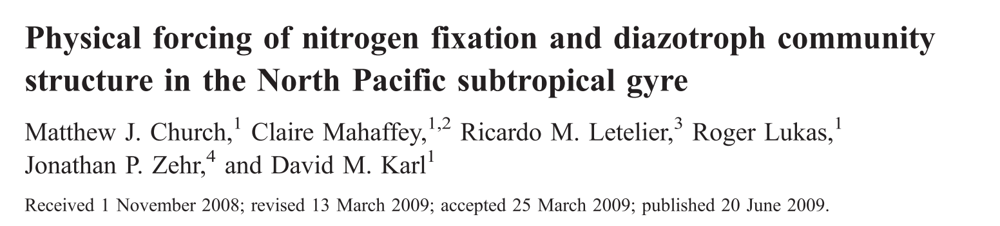 Physical forcing of nitrogen fixation and diazotroph community
structure in the North Pacific subtropical gyre
Matthew J. Church,¹ Claire Mahaffey,¹,² Ricardo M. Letelier,³ Roger Lukas,¹
Jonathan P. Zehr,⁴ and David M. Karl¹
Received 1 November 2008; revised 13 March 2009; accepted 25 March 2009; published 20 June 2009.